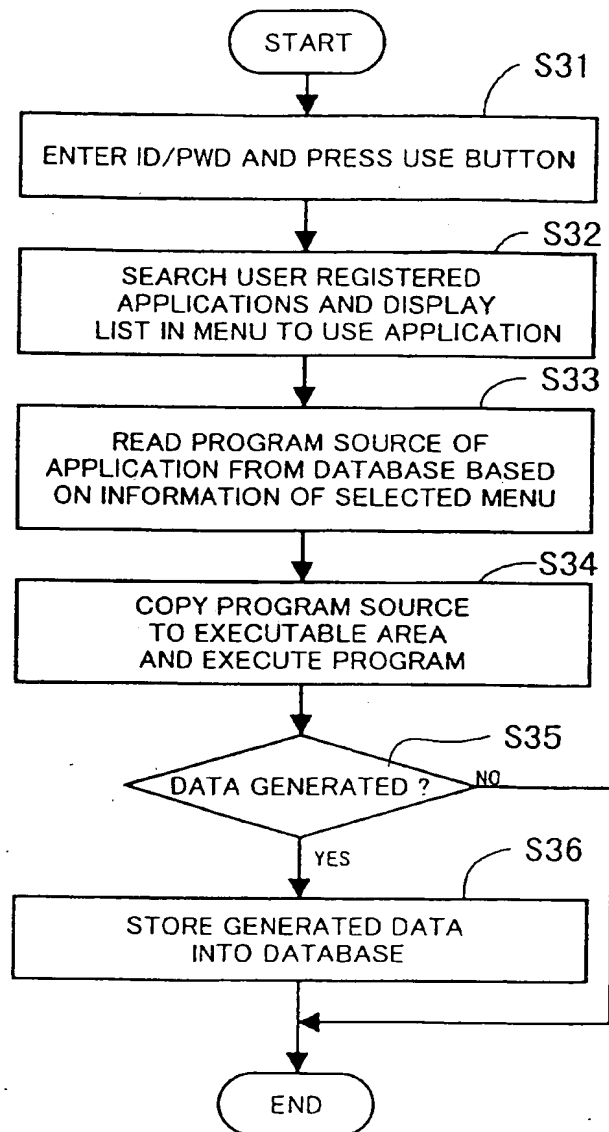 START
S31
ENTER ID/PWD AND PRESS USE BUTTON
S32
SEARCH USER REGISTERED
APPLICATIONS AND DISPLAY
LIST IN MENU TO USE APPLICATION
S33
READ PROGRAM SOURCE OF
APPLICATION FROM DATABASE BASED
ON INFORMATION OF SELECTED MENU
S34
COPY PROGRAM SOURCE
TO EXECUTABLE AREA
AND EXECUTE PROGRAM
S35
DATA GENERATED ?
NO
YES
S36
STORE GENERATED DATA
INTO DATABASE
END